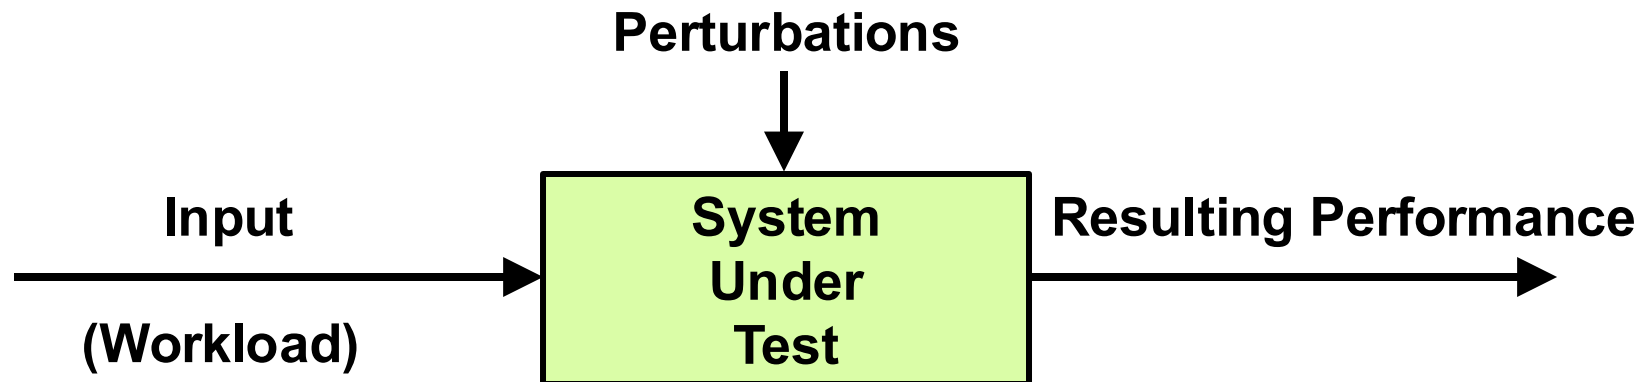 Perturbations
Input
(Workload)
System
Under
Test
Resulting Performance